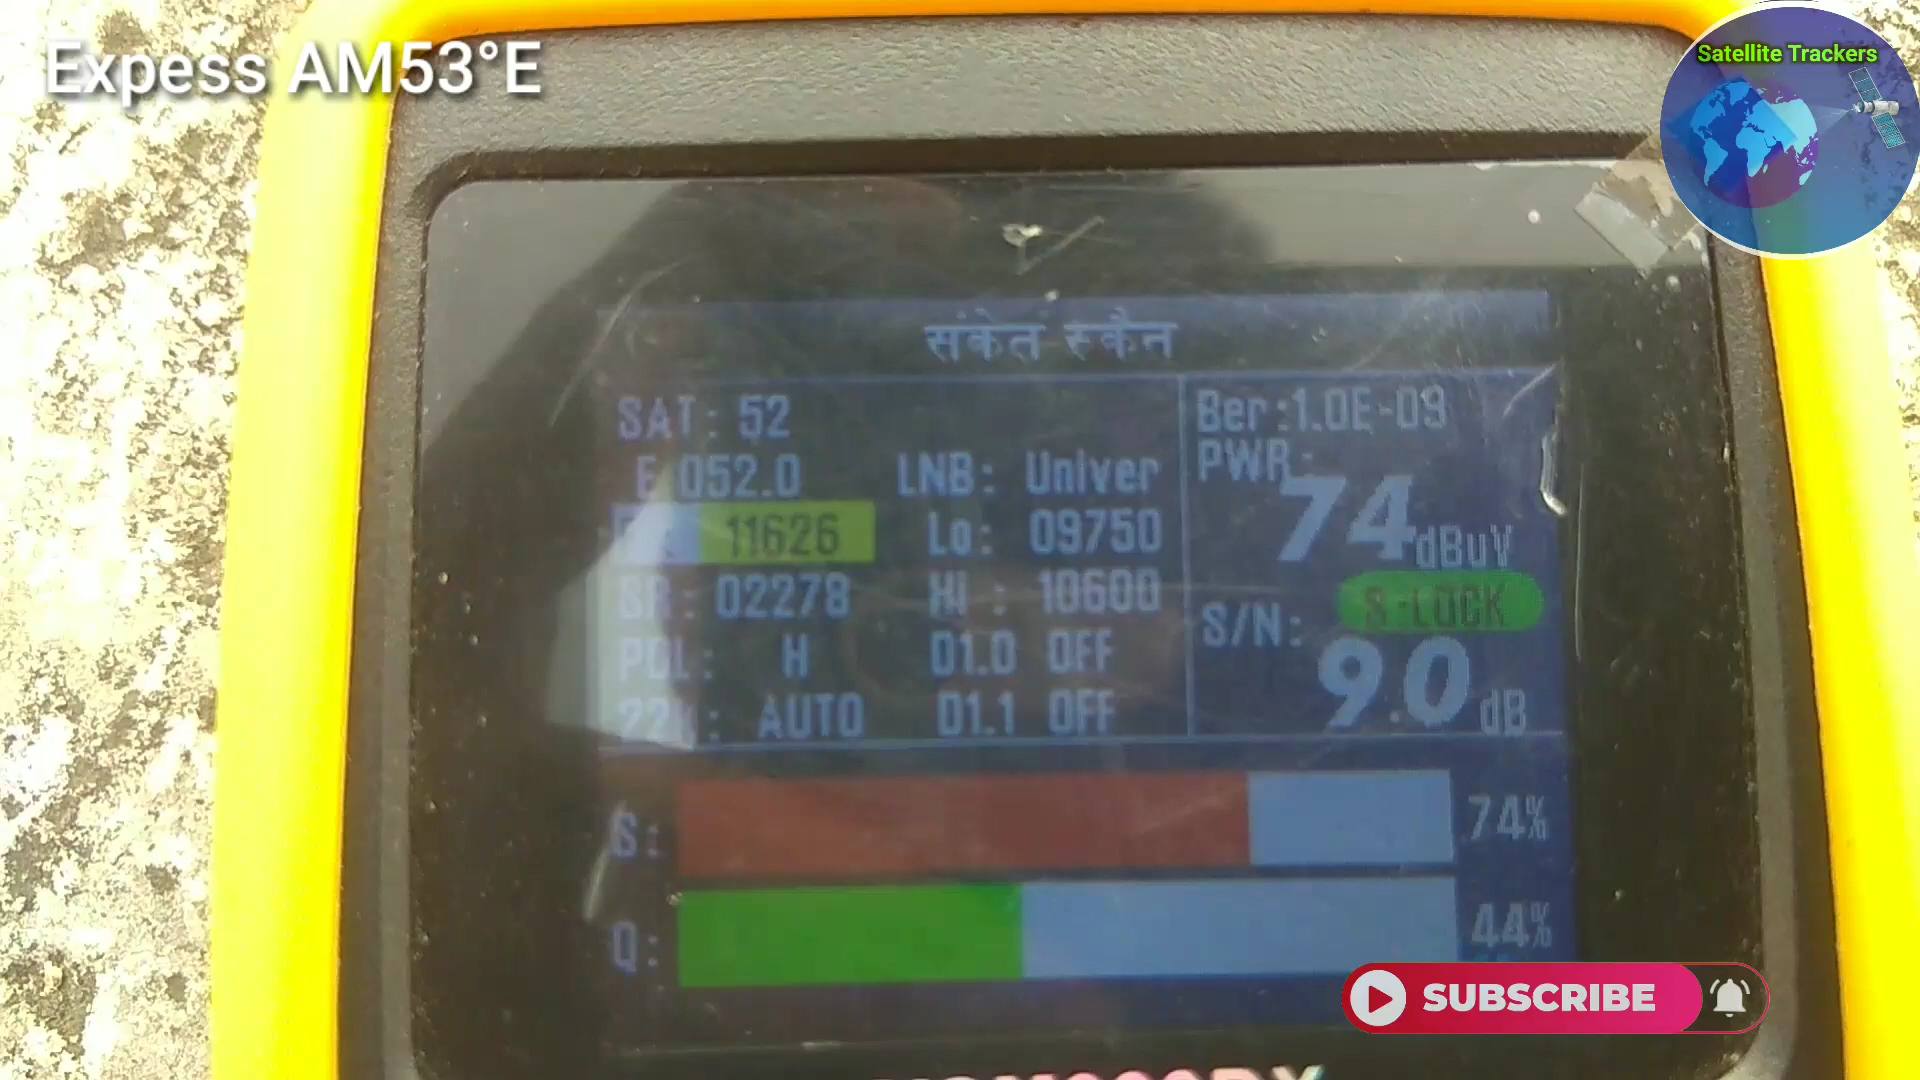 Expess AM53°E
Satellite Trackers
संकेत स्कैन
SAT: 52
E 052.0
LNB: Univer
11626
Lo: 09750
SR: 02278
Hi : 10600
POL: H
D1.0 OFF
22K: AUTO
D1.1 OFF
Ber:1.0E-09
PWR:
74 dBuV
S-LOCK
S/N:
9.0 dB
S: 74%
Q: 44%
SUBSCRIBE